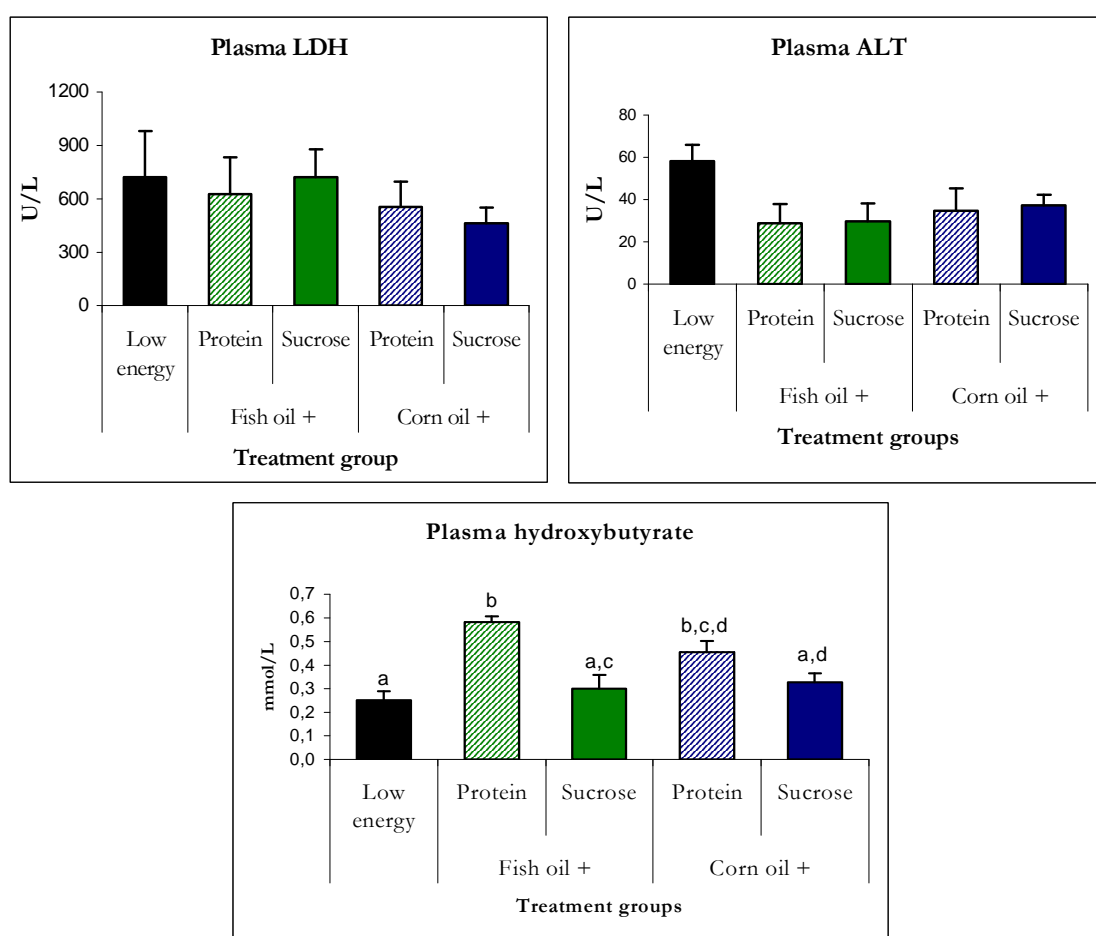 Plasma LDH
1200
900
600
300
0
U/L
Low energy
Protein
Sucrose
Protein
Sucrose
Fish oil +
Corn oil +
Treatment group
Plasma ALT
80
60
40
20
0
U/L
Low energy
Protein
Sucrose
Protein
Sucrose
Fish oil +
Corn oil +
Treatment groups
Plasma hydroxybutyrate
0,7
0,6
0,5
0,4
0,3
0,2
0,1
0,0
mmol/L
a
b
a,c
b,c,d
a,d
Low energy
Protein
Sucrose
Protein
Sucrose
Fish oil +
Corn oil +
Treatment groups